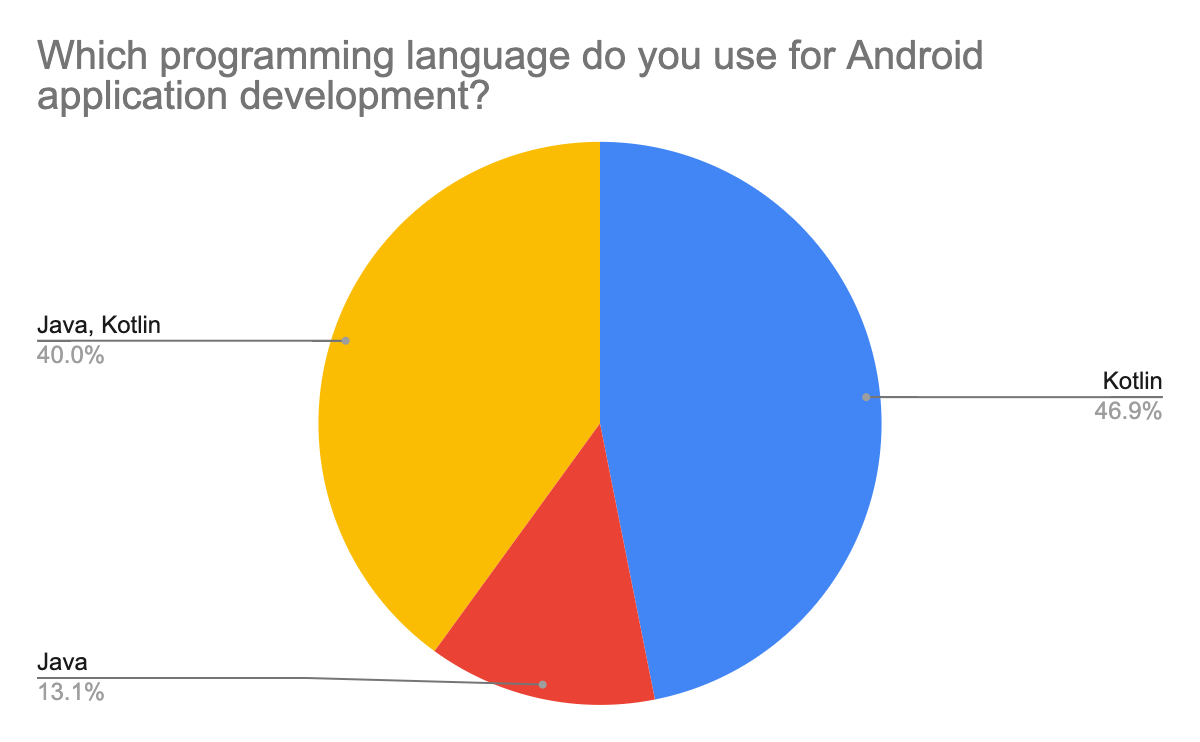 Which programming language do you use for Android
application development?
Java, Kotlin
40.0%
Kotlin
46.9%
Java
13.1%